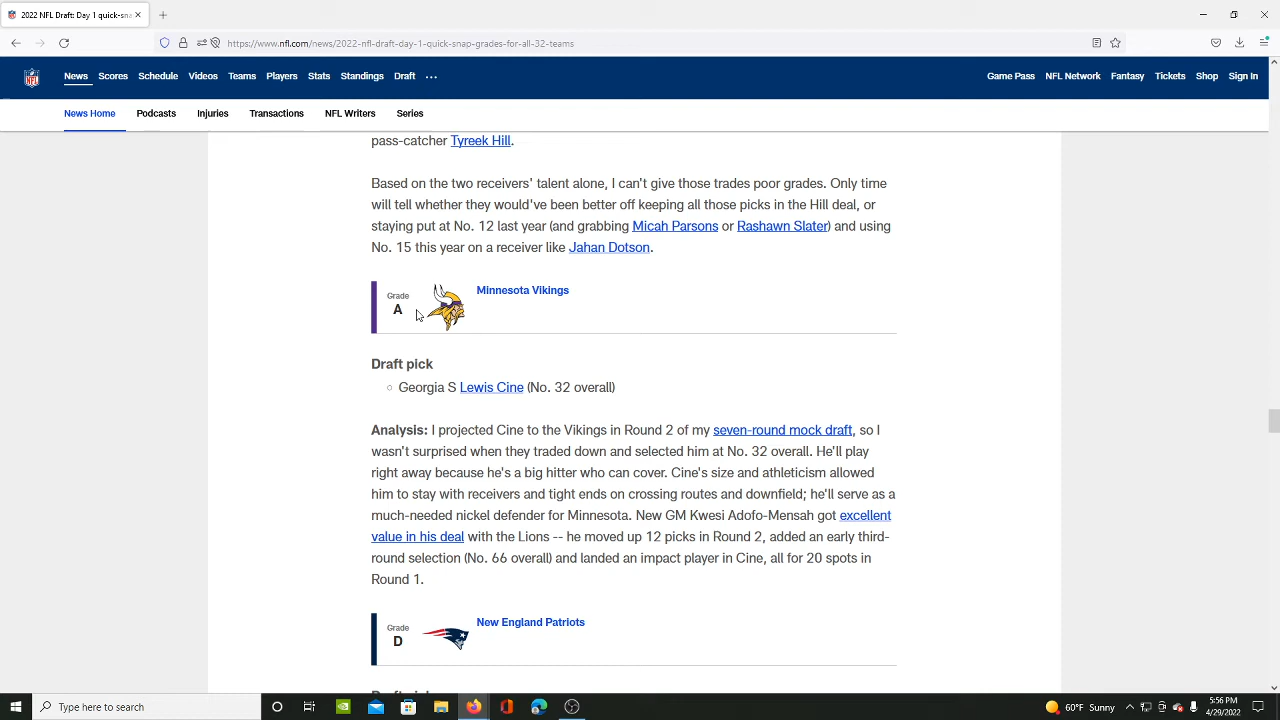 2022 NFL Draft: Day 1 quick-sna
https://www.nfl.com/news/2022-nfl-draft-day-1-quick-snap-grades-for-all-32-teams
News Scores Schedule Videos Teams Players Stats Standings Draft ··· Game Pass NFL Network Fantasy Tickets Shop Sign In
News Home Podcasts Injuries Transactions NFL Writers Series
pass-catcher Tyreek Hill.
Based on the two receivers' talent alone, I can't give those trades poor grades. Only time
will tell whether they would've been better off keeping all those picks in the Hill deal, or
staying put at No. 12 last year (and grabbing Micah Parsons or Rashawn Slater) and using
No. 15 this year on a receiver like Jahan Dotson.
Grade
A
Minnesota Vikings
Draft pick
Georgia S Lewis Cine (No. 32 overall)
Analysis: I projected Cine to the Vikings in Round 2 of my seven-round mock draft, so I
wasn't surprised when they traded down and selected him at No. 32 overall. He'll play
right away because he's a big hitter who can cover. Cine's size and athleticism allowed
him to stay with receivers and tight ends on crossing routes and downfield; he'll serve as a
much-needed nickel defender for Minnesota. New GM Kwesi Adofo-Mensah got excellent
value in his deal with the Lions -- he moved up 12 picks in Round 2, added an early third-
round selection (No. 66 overall) and landed an impact player in Cine, all for 20 spots in
Round 1.
Grade
D
New England Patriots
Type here to search
60°F Sunny
5:56 PM
4/29/2022